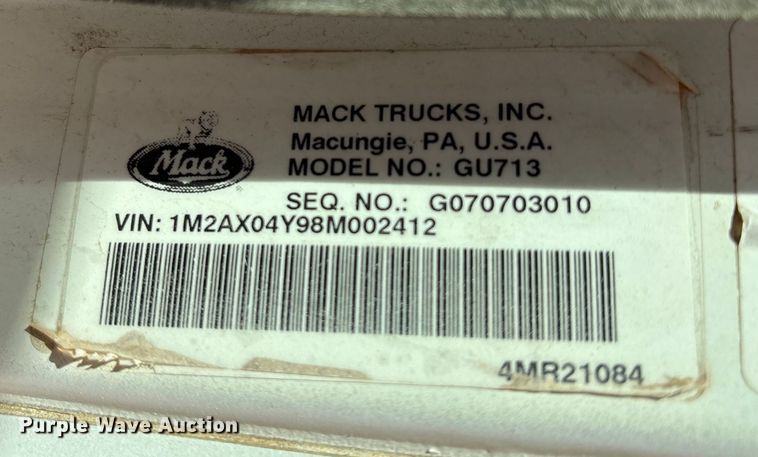 MACK TRUCKS, INC.
Mack
Macungie, PA, U.S.A.
MODEL NO.: GU713
SEQ. NO.: G070703010
VIN: 1M2AX04Y98M002412
4MR21084
Purple Wave Auction